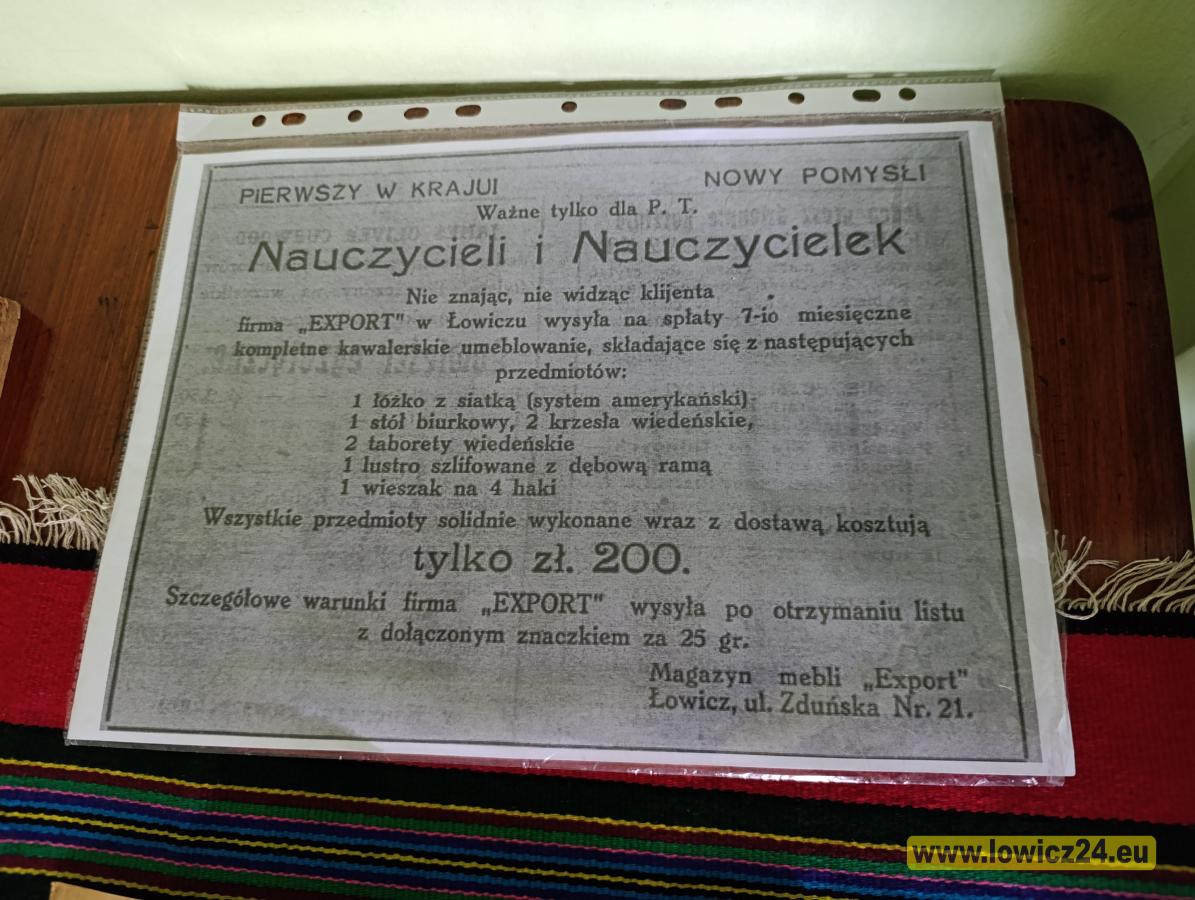 PIERWSZY W KRAJU! NOWY POMYSŁ!
Ważne tylko dla P. T.
Nauczycieli i Nauczycielek
Nie znając, nie widząc klijenta
firma „EXPORT" w Łowiczu wysyła na spłaty 7-io miesięczne
kompletne kawalerskie umeblowanie, składające się z następujących
przedmiotów:
1 łóżko z siatką (system amerykański)
1 stół biurkowy, 2 krzesła wiedeńskie,
2 taborety wiedeńskie
1 lustro szlifowane z dębową ramą
1 wieszak na 4 haki
Wszystkie przedmioty solidnie wykonane wraz z dostawą kosztują
tylko zł. 200.
Szczegółowe warunki firma „EXPORT" wysyła po otrzymaniu listu
z dołączonym znaczkiem za 25 gr.
Magazyn mebli „Export"
Łowicz, ul. Zduńska Nr. 21.
www.lowicz24.eu